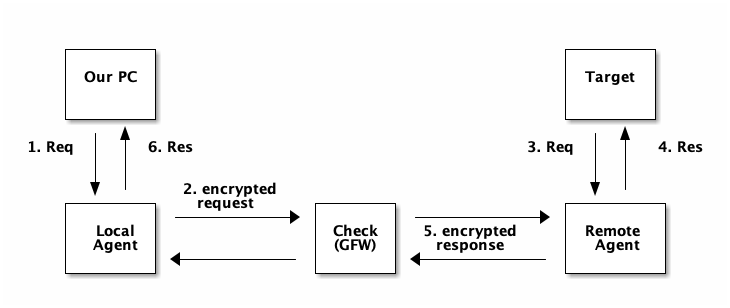 Our PC
Target
1. Req
6. Res
3. Req
4. Res
2. encrypted
request
Local
Agent
Check
(GFW)
5. encrypted
response
Remote
Agent